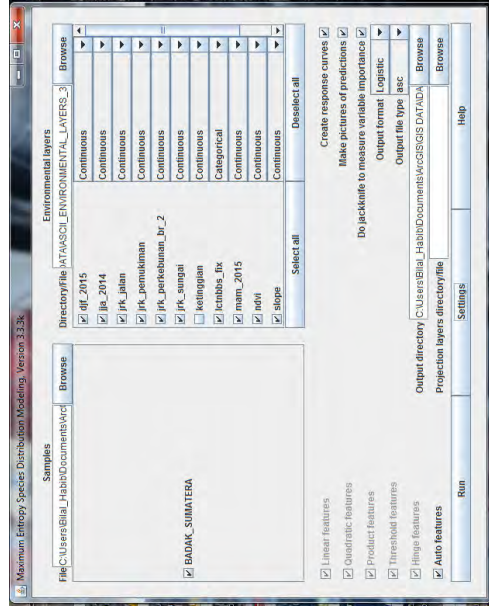 Maximum Entropy Species Distribution Modeling, Version 3.3.3k
Samples
File C:\Users\Bilal_Habib\Documents\Arct Browse
BADAK_SUMATERA
Environmental layers
Directory/File DATA\ASCII_ENVIRONMENTAL_LAYERS_3 Browse
djf_2015 Continuous
jja_2014 Continuous
jrk_jalan Continuous
jrk_pemukiman Continuous
jrk_perkebunan_br_2 Continuous
jrk_sungai Continuous
ketinggian Continuous
lctnbbs_fix Categorical
mam_2015 Continuous
ndvi Continuous
slope Continuous
Select all Deselect all
Linear features
Quadratic features
Product features
Threshold features
Hinge features
Auto features
Create response curves
Make pictures of predictions
Do jackknife to measure variable importance
Output format Logistic
Output file type asc
Output directory C:\Users\Bilal_Habib\Documents\ArcGIS\GIS DATA\DA Browse
Projection layers directory/file Browse
Run Settings Help